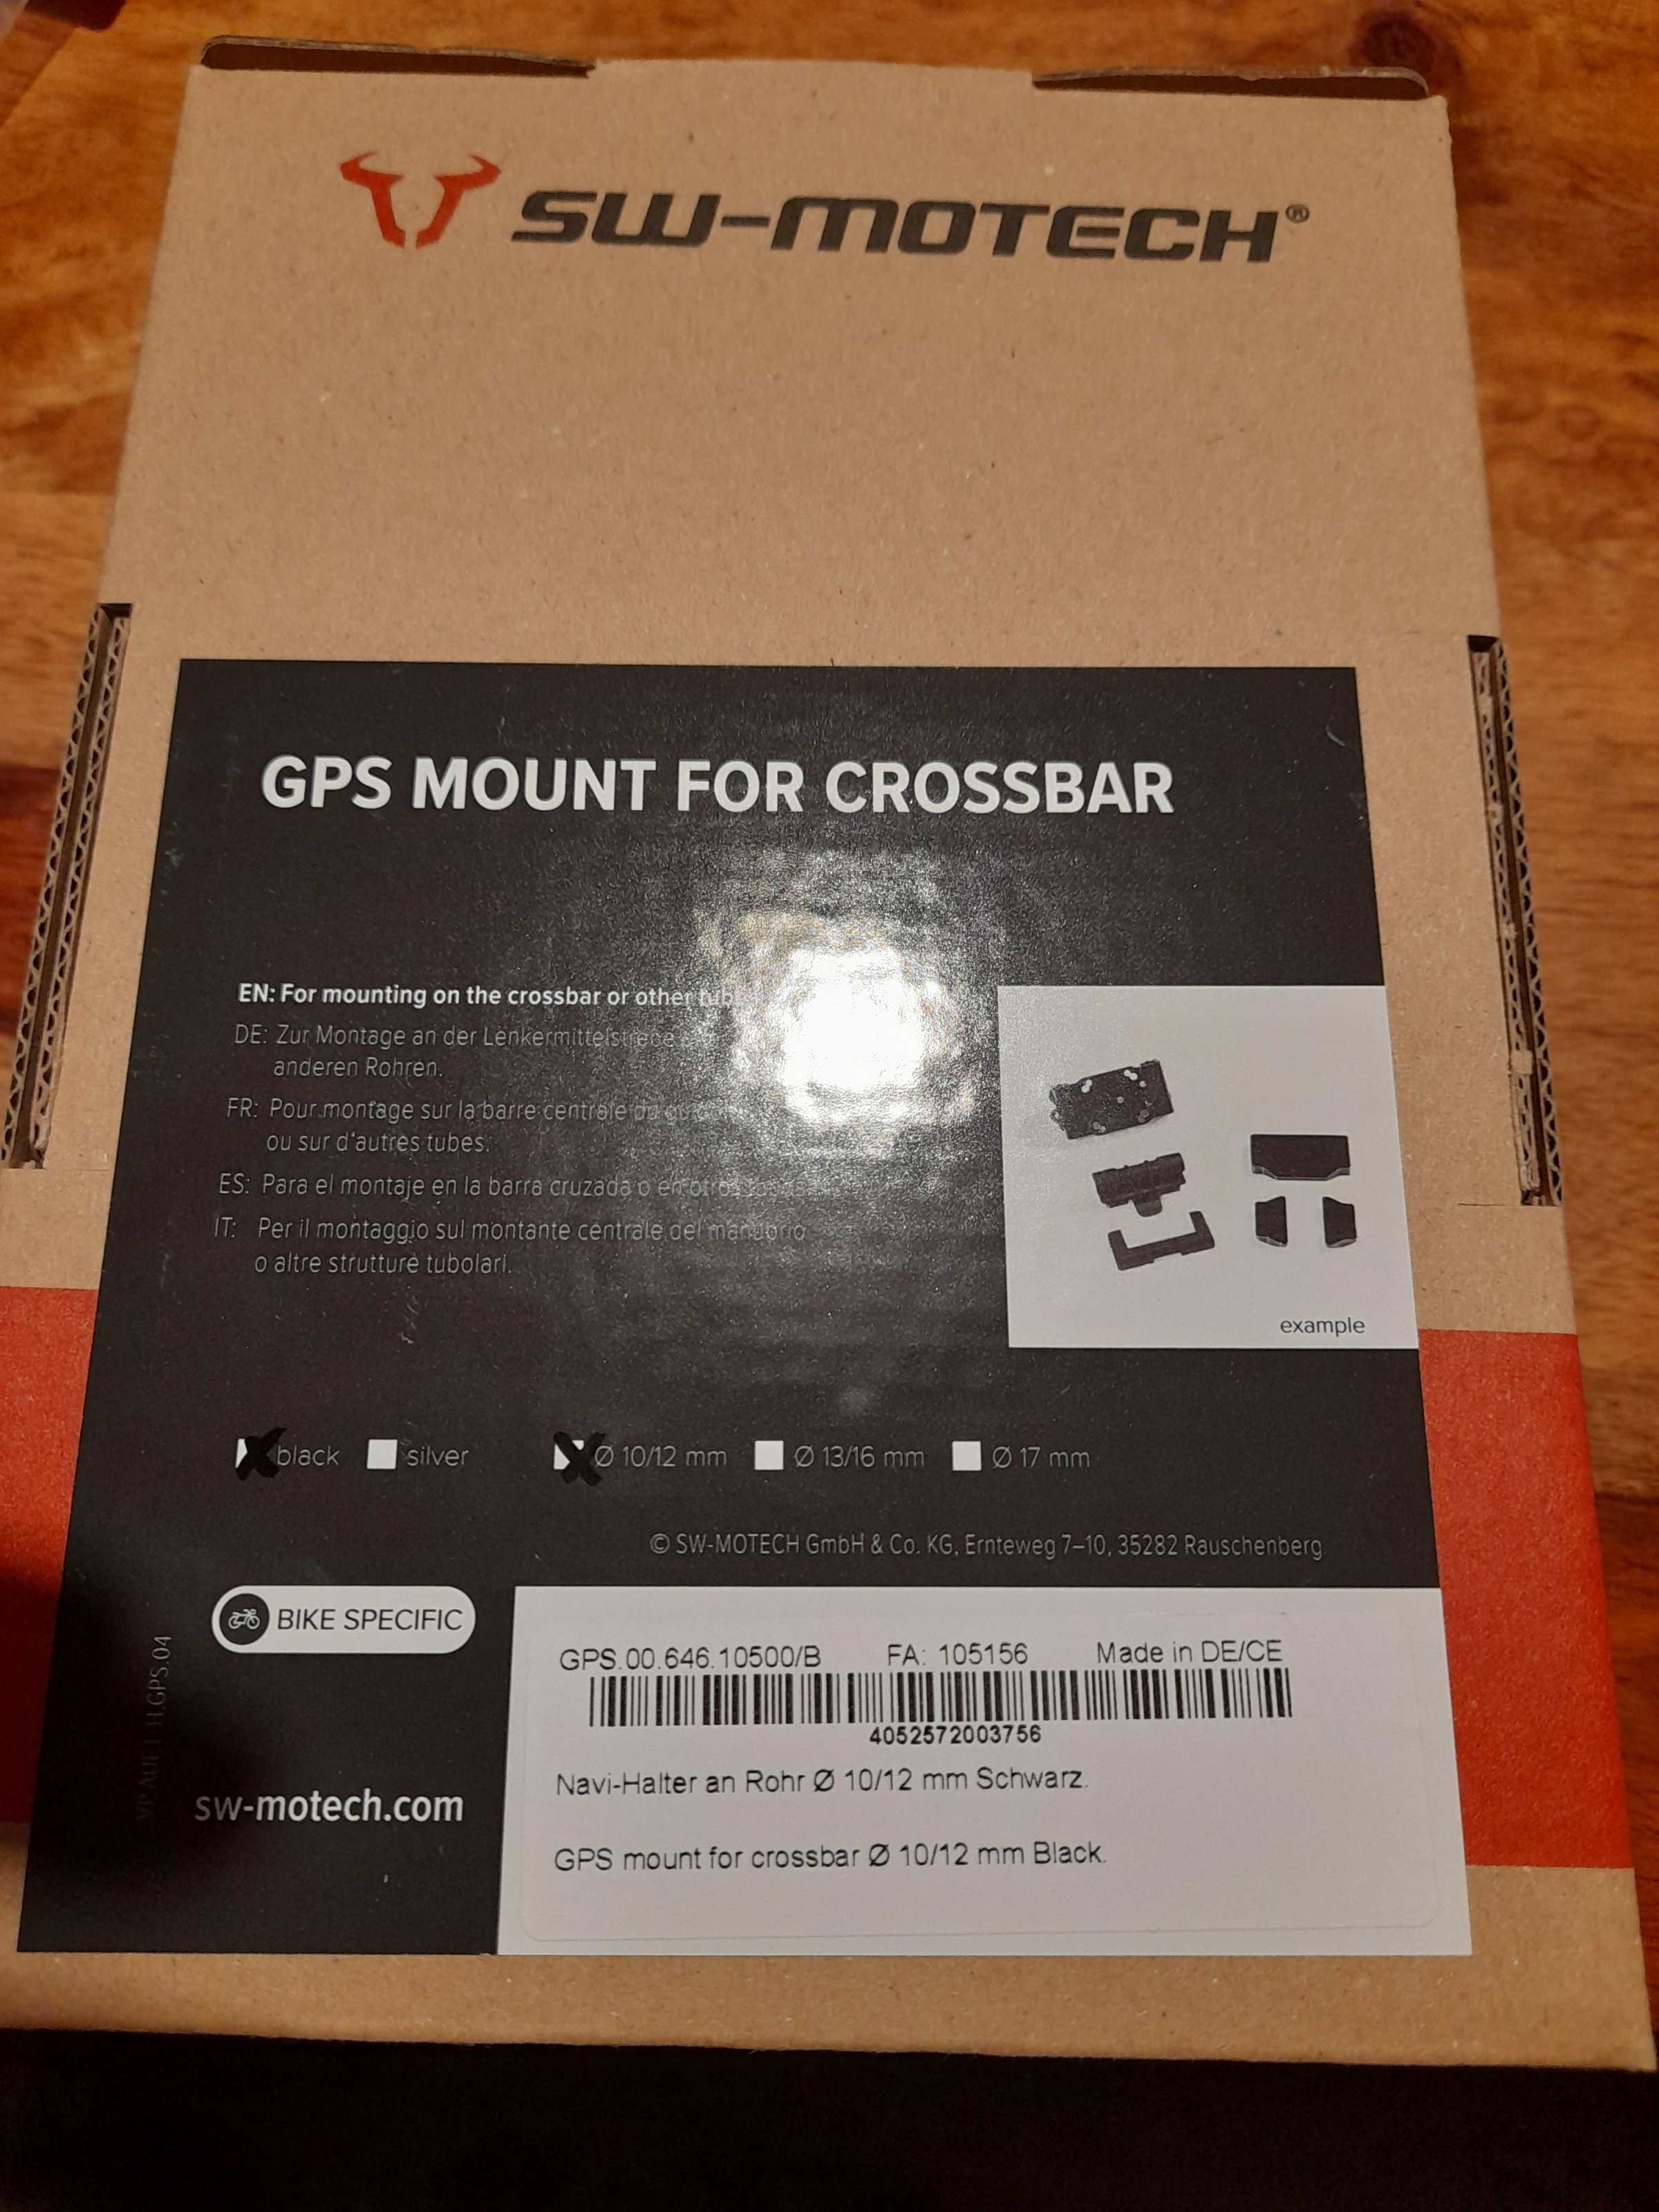 SW-MOTECH®
GPS MOUNT FOR CROSSBAR
EN: For mounting on the crossbar or other
DE: Zur Montage an der Lenkermittelstrebe
anderen Rohren.
FR: Pour montage sur la barre centrale du
ou sur d'autres tubes.
ES: Para el montaje en la barra cruzada o en otros
IT: Per il montaggio sul montante centrale del manubrio
o altre strutture tubolari.
example
black silver Ø 10/12 mm Ø 13/16 mm Ø 17 mm
© SW-MOTECH GmbH & Co. KG, Ernteweg 7–10, 35282 Rauschenberg
BIKE SPECIFIC
GPS.00.646.10500/B FA: 105156 Made in DE/CE
4052572003756
Navi-Halter an Rohr Ø 10/12 mm Schwarz.
GPS mount for crossbar Ø 10/12 mm Black.
sw-motech.com